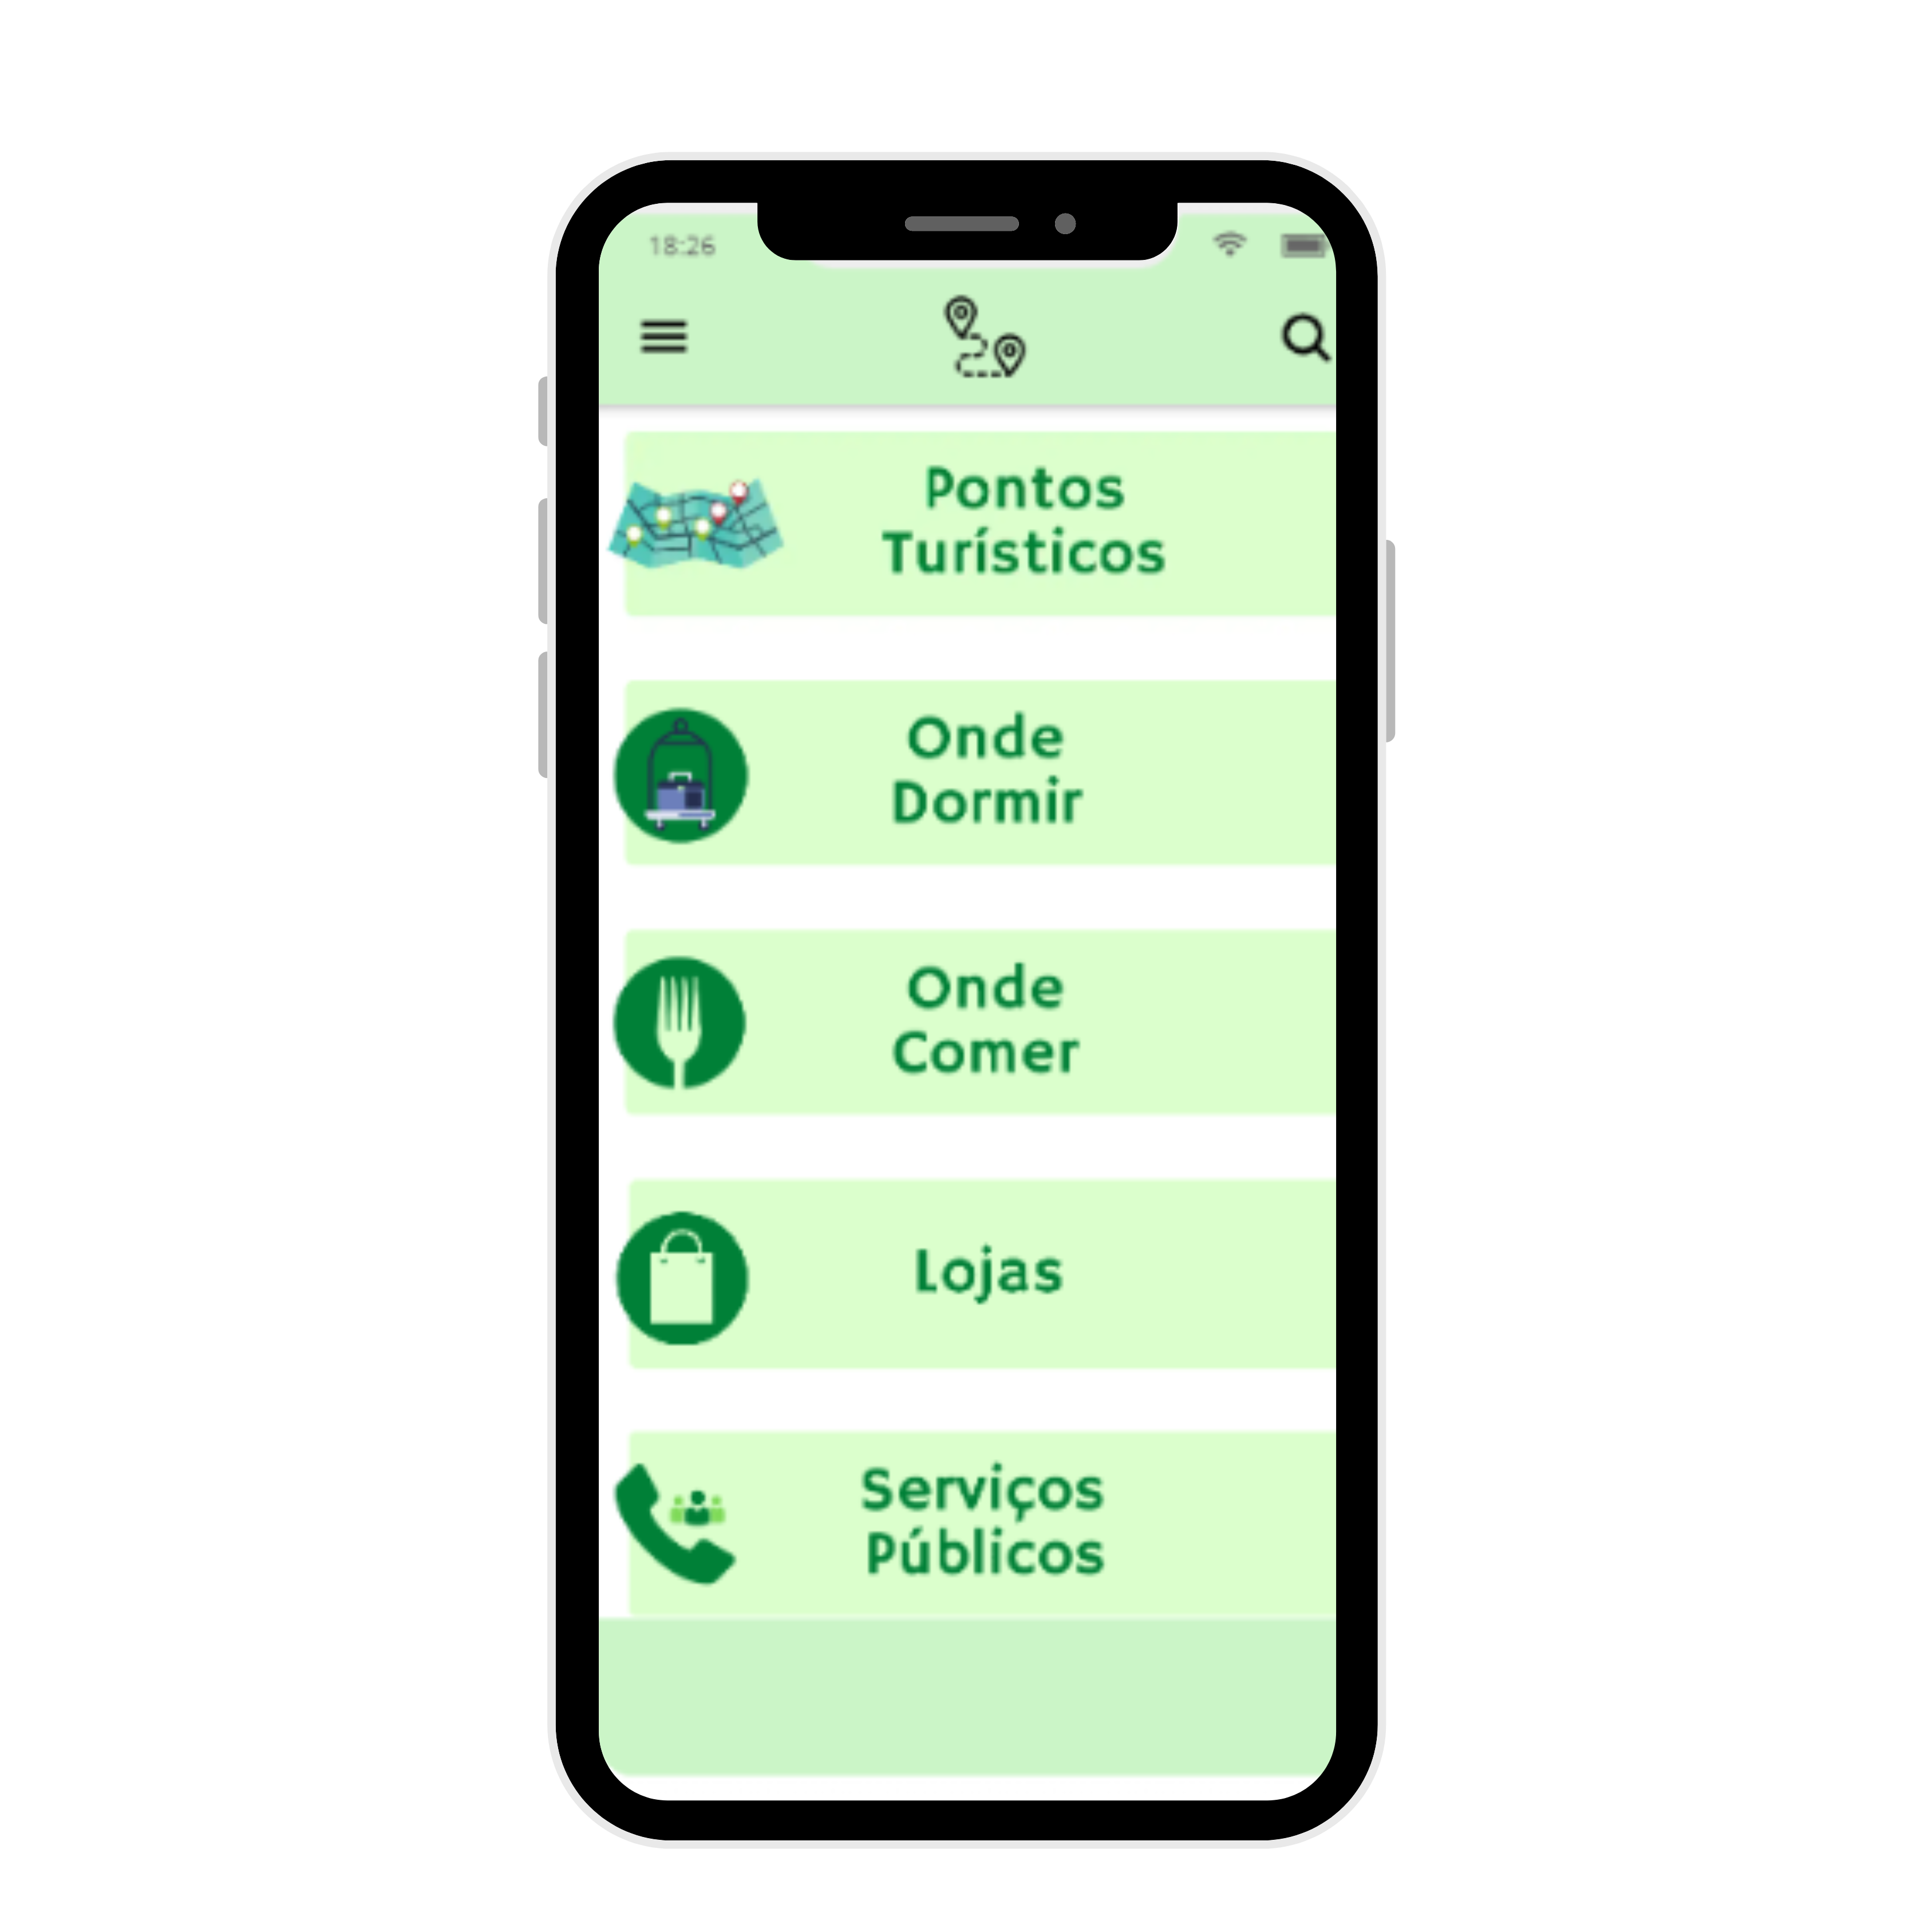 18:26
Pontos
Turísticos
Onde
Dormir
Onde
Comer
Lojas
Serviços
Públicos